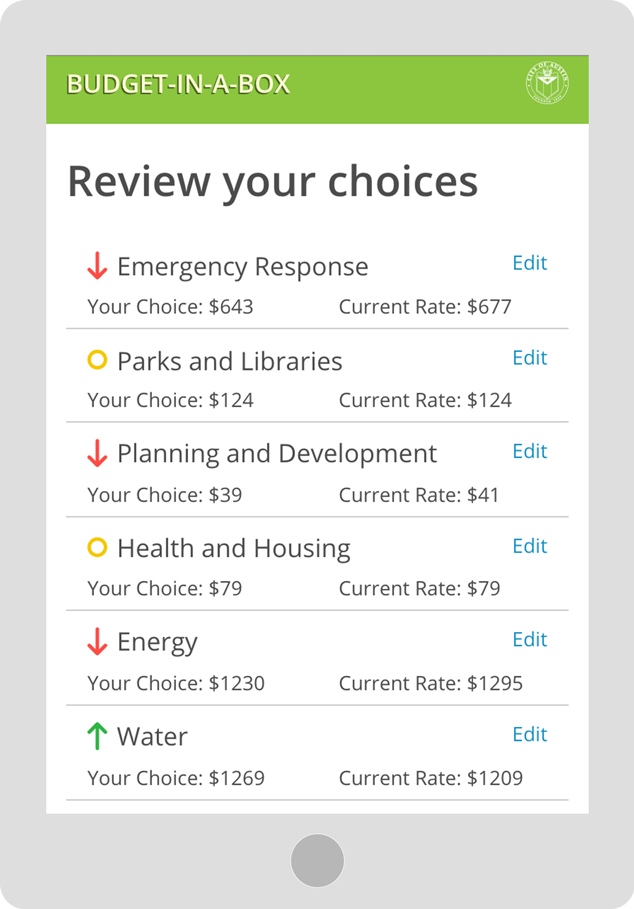 BUDGET-IN-A-BOX
CITY OF AUSTIN
Review your choices
Emergency Response Edit
Your Choice: $643 Current Rate: $677
Parks and Libraries Edit
Your Choice: $124 Current Rate: $124
Planning and Development Edit
Your Choice: $39 Current Rate: $41
Health and Housing Edit
Your Choice: $79 Current Rate: $79
Energy Edit
Your Choice: $1230 Current Rate: $1295
Water Edit
Your Choice: $1269 Current Rate: $1209